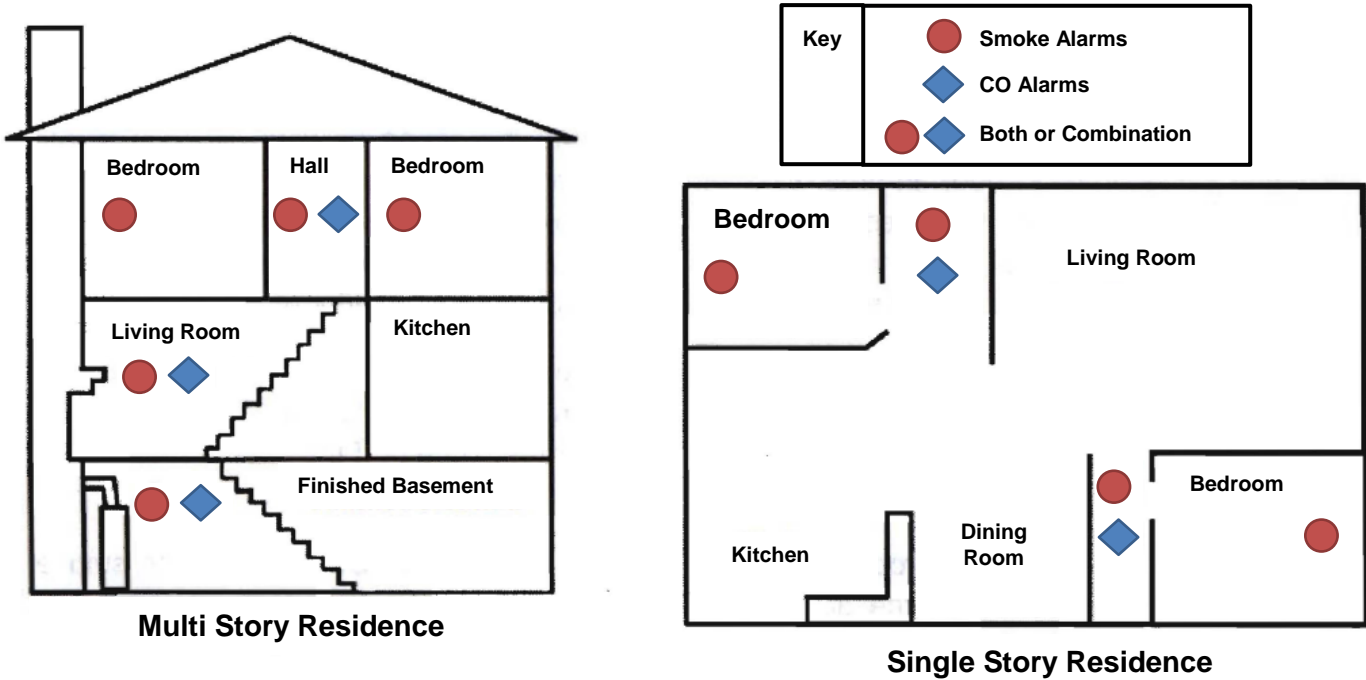 Bedroom
Hall
Bedroom
Living Room
Kitchen
Finished Basement
Multi Story Residence
Key
Smoke Alarms
CO Alarms
Both or Combination
Bedroom
Living Room
Kitchen
Dining
Room
Bedroom
Single Story Residence